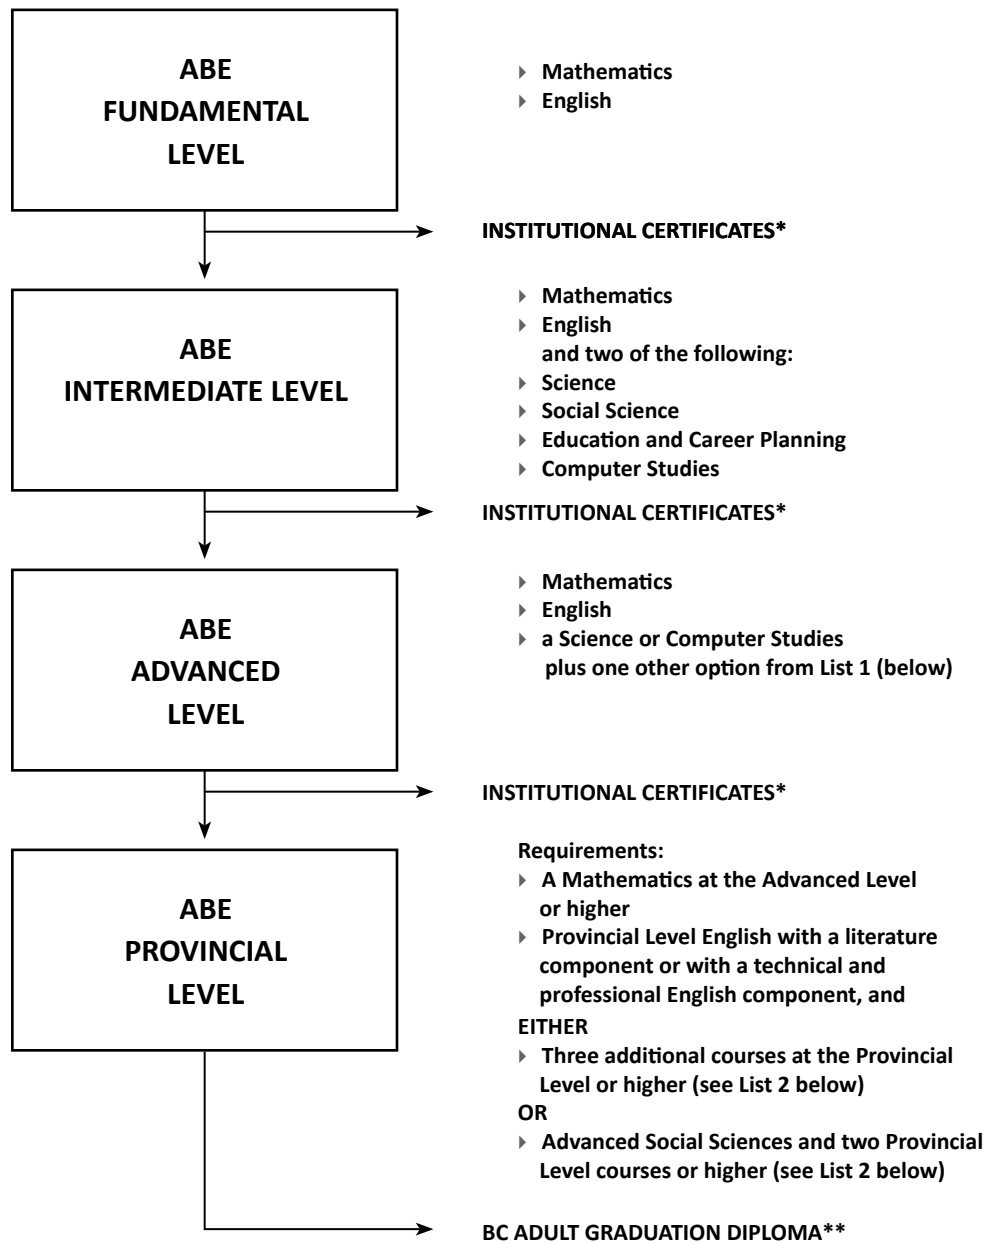 ABE
FUNDAMENTAL
LEVEL
Mathematics
English
INSTITUTIONAL CERTIFICATES*
ABE
INTERMEDIATE LEVEL
Mathematics
English
and two of the following:
Science
Social Science
Education and Career Planning
Computer Studies
INSTITUTIONAL CERTIFICATES*
ABE
ADVANCED
LEVEL
Mathematics
English
a Science or Computer Studies
plus one other option from List 1 (below)
INSTITUTIONAL CERTIFICATES*
ABE
PROVINCIAL
LEVEL
Requirements:
A Mathematics at the Advanced Level
or higher
Provincial Level English with a literature
component or with a technical and
professional English component, and
EITHER
Three additional courses at the Provincial
Level or higher (see List 2 below)
OR
Advanced Social Sciences and two Provincial
Level courses or higher (see List 2 below)
BC ADULT GRADUATION DIPLOMA**